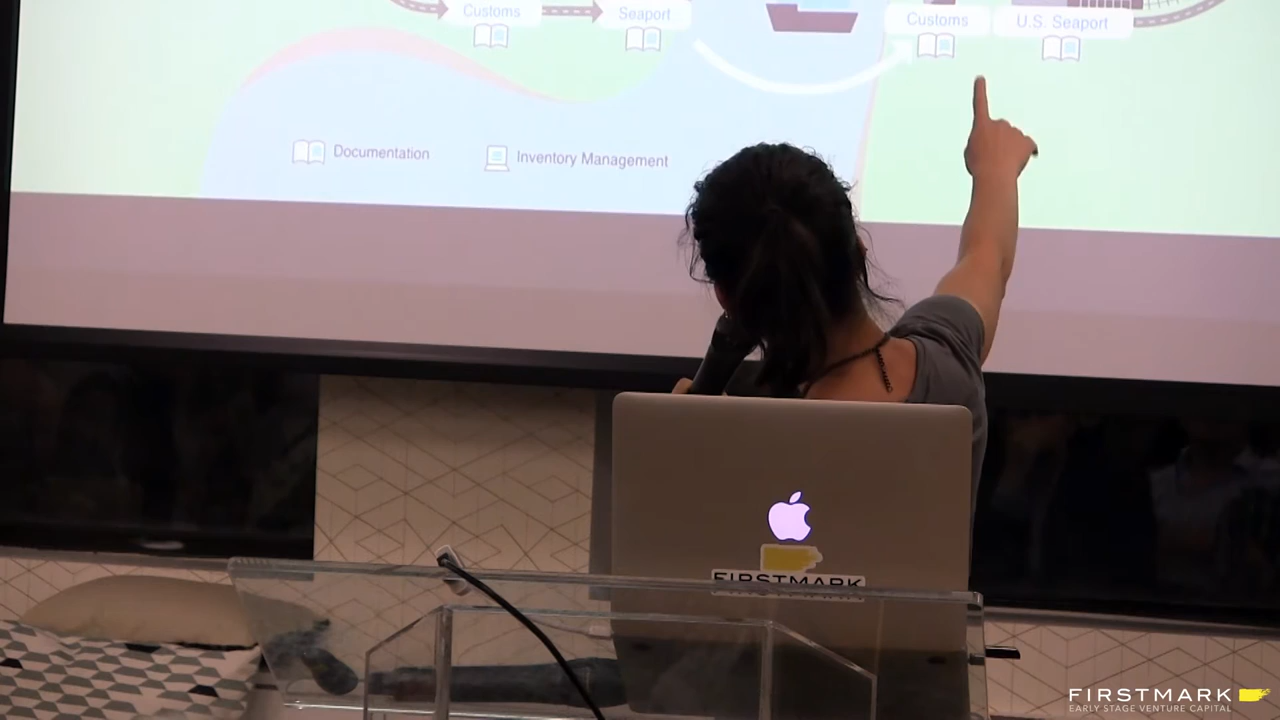 Customs
Seaport
Customs
U.S. Seaport
Documentation
Inventory Management
FIRSTMARK
FIRSTMARK
EARLY STAGE VENTURE CAPITAL